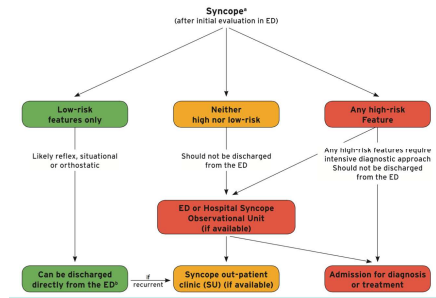 Syncopeᵃ
(after initial evaluation in ED)
Low-risk
features only
Neither
high nor low-risk
Any high-risk
Feature
Likely reflex, situational
or orthostatic
Should not be discharged
from the ED
Any high-risk features require
intensive diagnostic approach
Should not be discharged
from the ED
ED or Hospital Syncope
Observational Unit
(if available)
Can be discharged
directly from the EDᵇ
if
recurrent
Syncope out-patient
clinic (SU) (if available)
Admission for diagnosis
or treatment